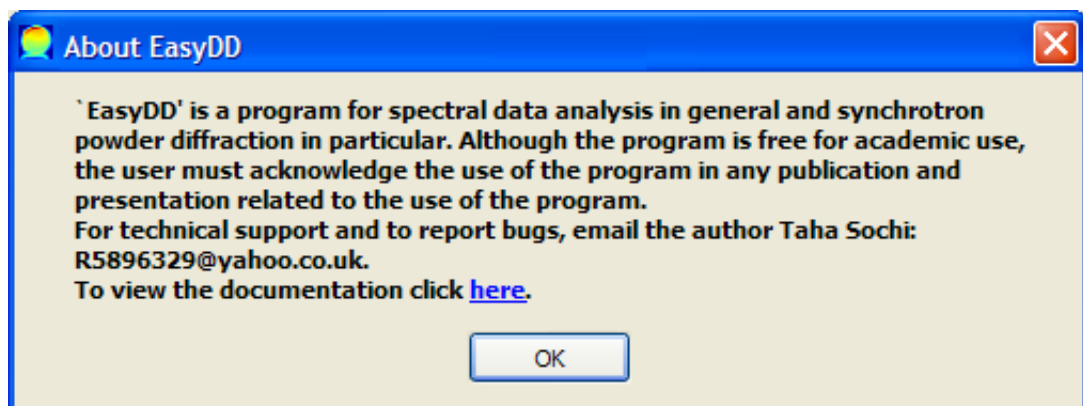 About EasyDD
`EasyDD' is a program for spectral data analysis in general and synchrotron
powder diffraction in particular. Although the program is free for academic use,
the user must acknowledge the use of the program in any publication and
presentation related to the use of the program.
For technical support and to report bugs, email the author Taha Sochi:
R5896329@yahoo.co.uk.
To view the documentation click here.
OK